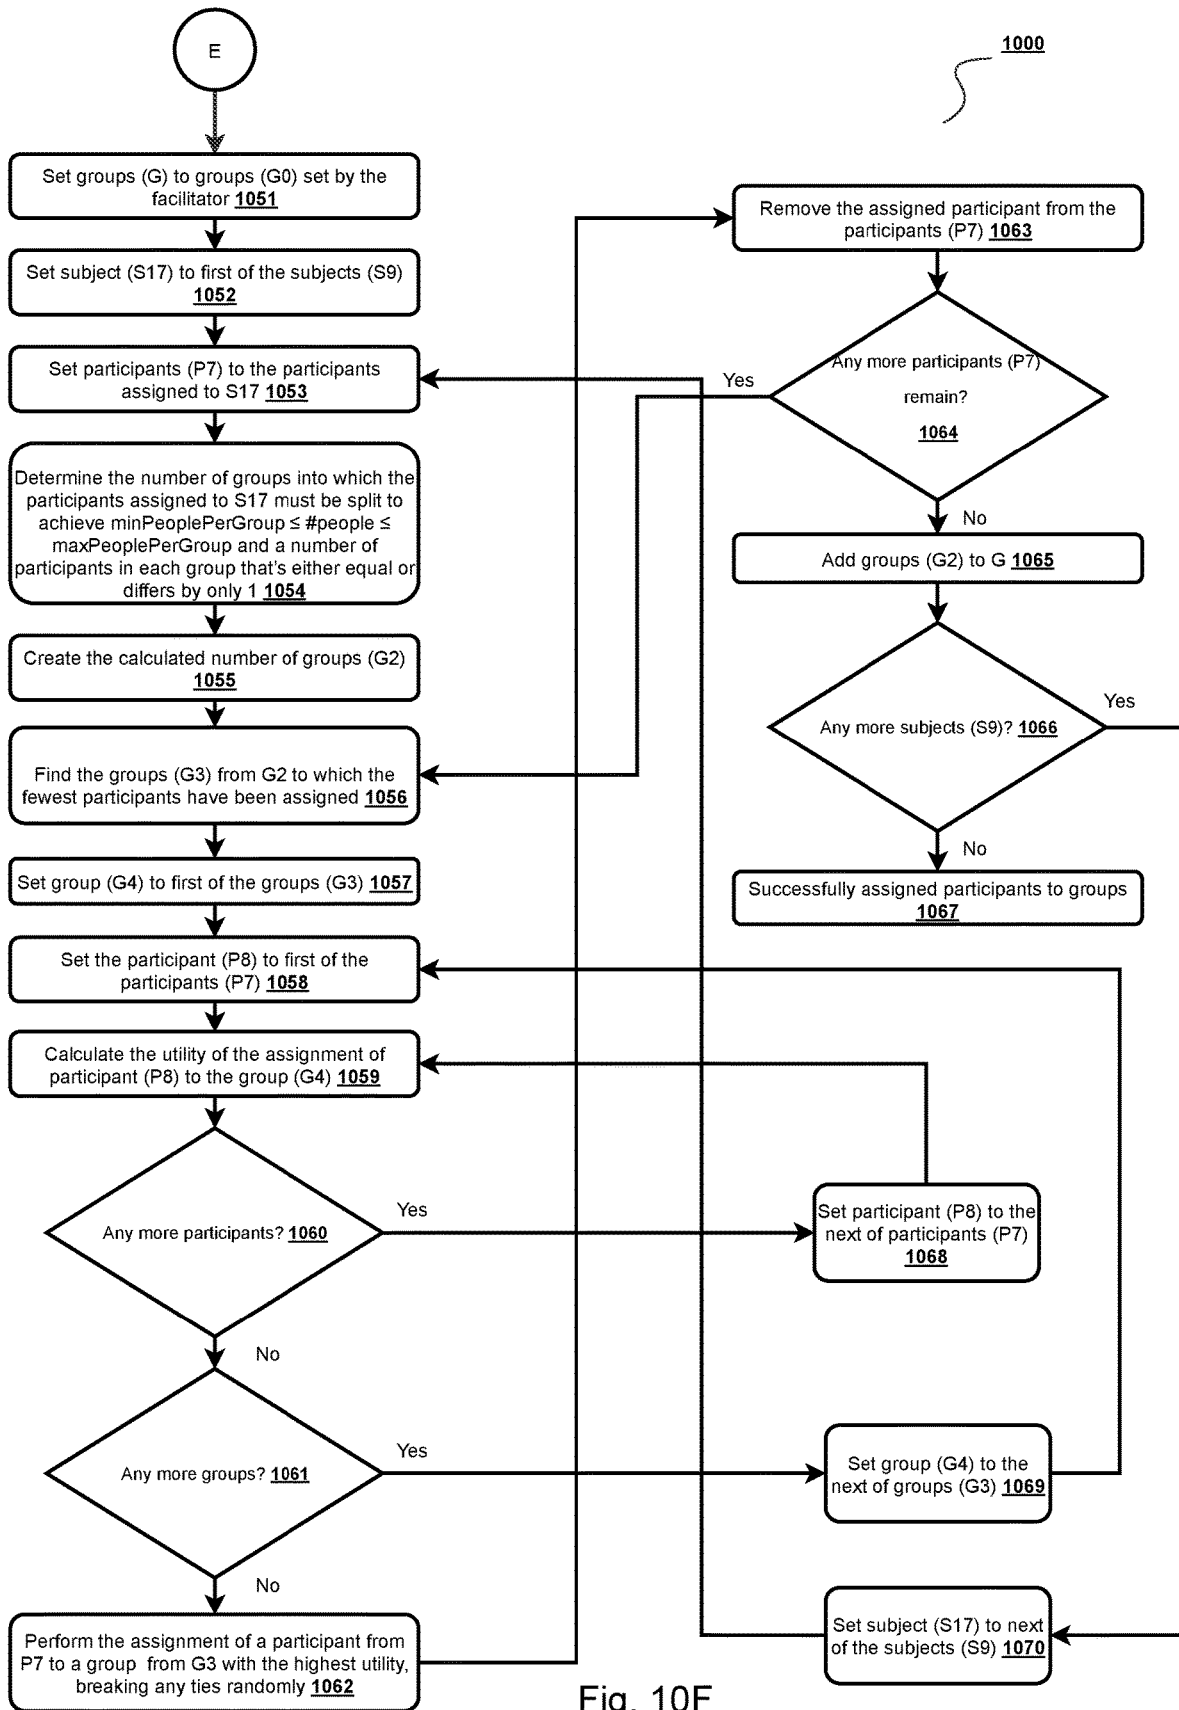 E
1000
Set groups (G) to groups (G0) set by the
facilitator 1051
Set subject (S17) to first of the subjects (S9)
1052
Set participants (P7) to the participants
assigned to S17 1053
Determine the number of groups into which the
participants assigned to S17 must be split to
achieve minPeoplePerGroup ≤ #people ≤
maxPeoplePerGroup and a number of
participants in each group that's either equal or
differs by only 1 1054
Create the calculated number of groups (G2)
1055
Find the groups (G3) from G2 to which the
fewest participants have been assigned 1056
Set group (G4) to first of the groups (G3) 1057
Set the participant (P8) to first of the
participants (P7) 1058
Calculate the utility of the assignment of
participant (P8) to the group (G4) 1059
Any more participants? 1060
Yes
No
Any more groups? 1061
Yes
No
Perform the assignment of a participant from
P7 to a group from G3 with the highest utility,
breaking any ties randomly 1062
Remove the assigned participant from the
participants (P7) 1063
Any more participants (P7)
remain?
1064
Yes
No
Add groups (G2) to G 1065
Any more subjects (S9)? 1066
Yes
No
Successfully assigned participants to groups
1067
Set participant (P8) to the
next of participants (P7)
1068
Set group (G4) to the
next of groups (G3) 1069
Set subject (S17) to next
of the subjects (S9) 1070
Fig. 10F